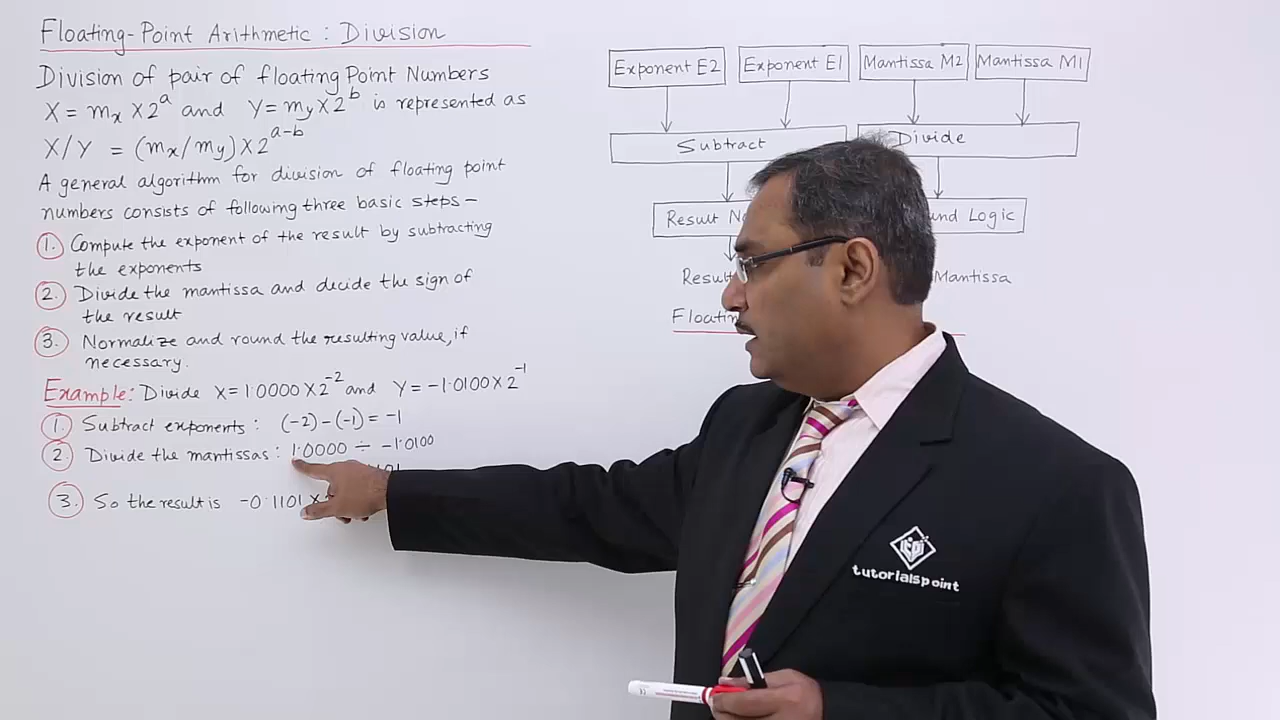 Floating-Point Arithmetic : Division
Division of pair of floating Point Numbers
X = mx × 2^a and Y = my × 2^b is represented as
X/Y = (mx/my) × 2^a-b
A general algorithm for division of floating point
numbers consists of following three basic steps –
1. Compute the exponent of the result by subtracting
the exponents
2. Divide the mantissa and decide the sign of
the result
3. Normalize and round the resulting value, if
necessary.
Example: Divide X = 1.0000 × 2^-2 and Y = -1.0100 × 2^-1
1. Subtract exponents : (-2) - (-1) = -1
2. Divide the mantissas : 1.0000 ÷ -1.0100
3. So the result is -0.1101 ×
Exponent E2
Exponent E1
Mantissa M2
Mantissa M1
Subtract
Divide
Result
Logic
Result
Mantissa
tutorialspoint